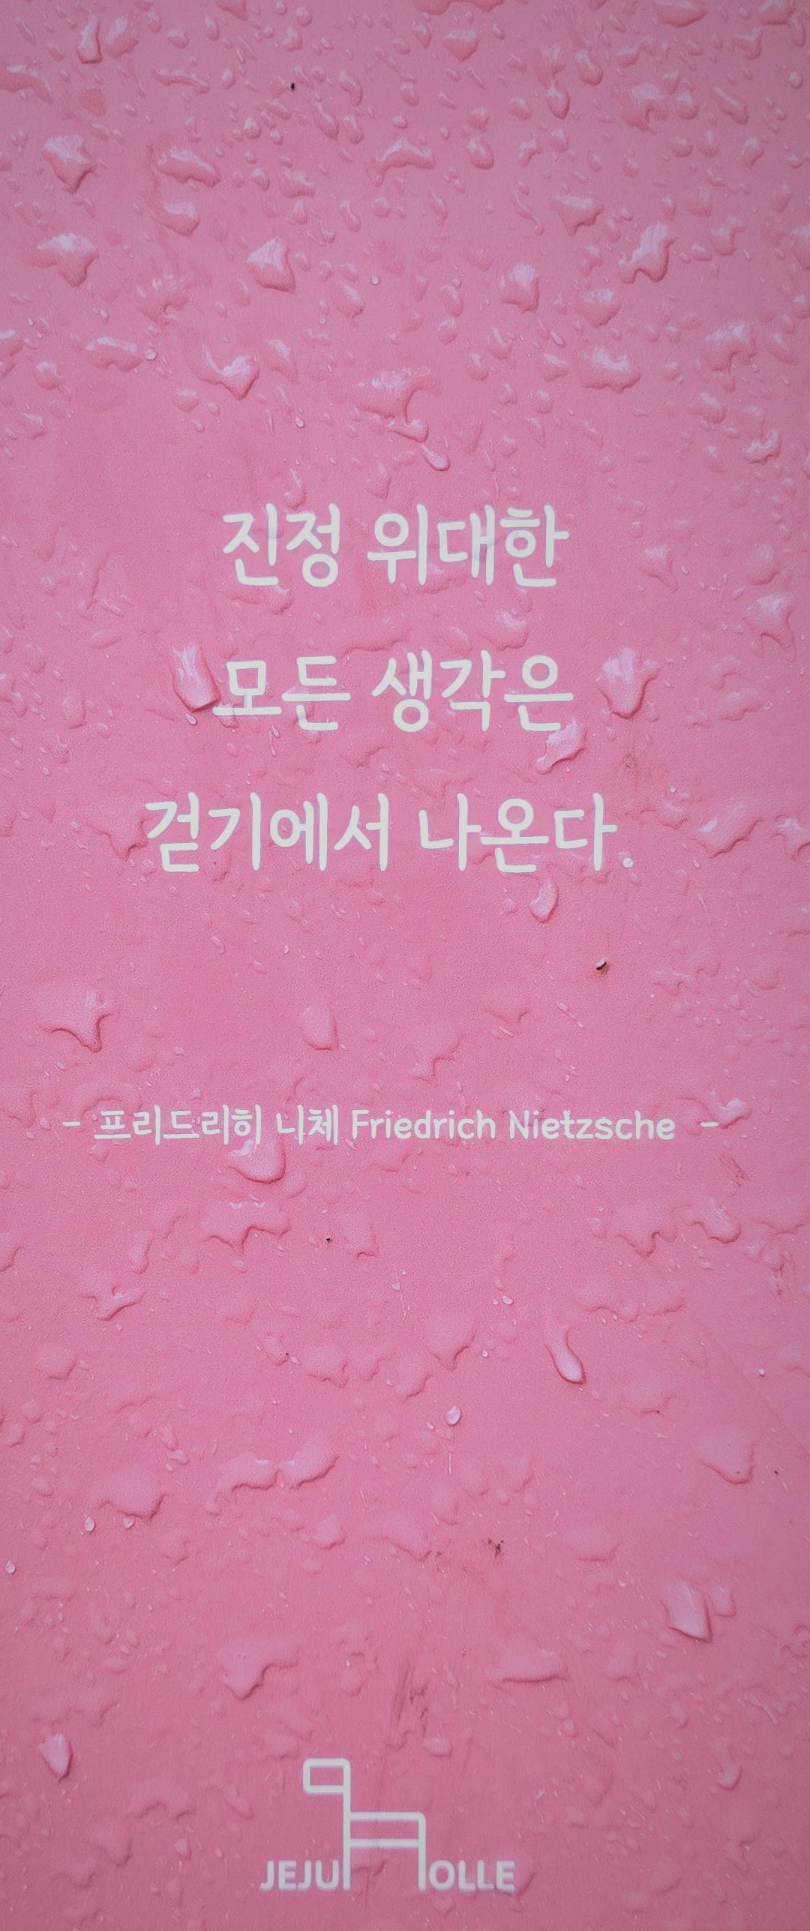 진정 위대한
모든 생각은
걷기에서 나온다.
- 프리드리히 니체 Friedrich Nietzsche -
JEJU OLLE